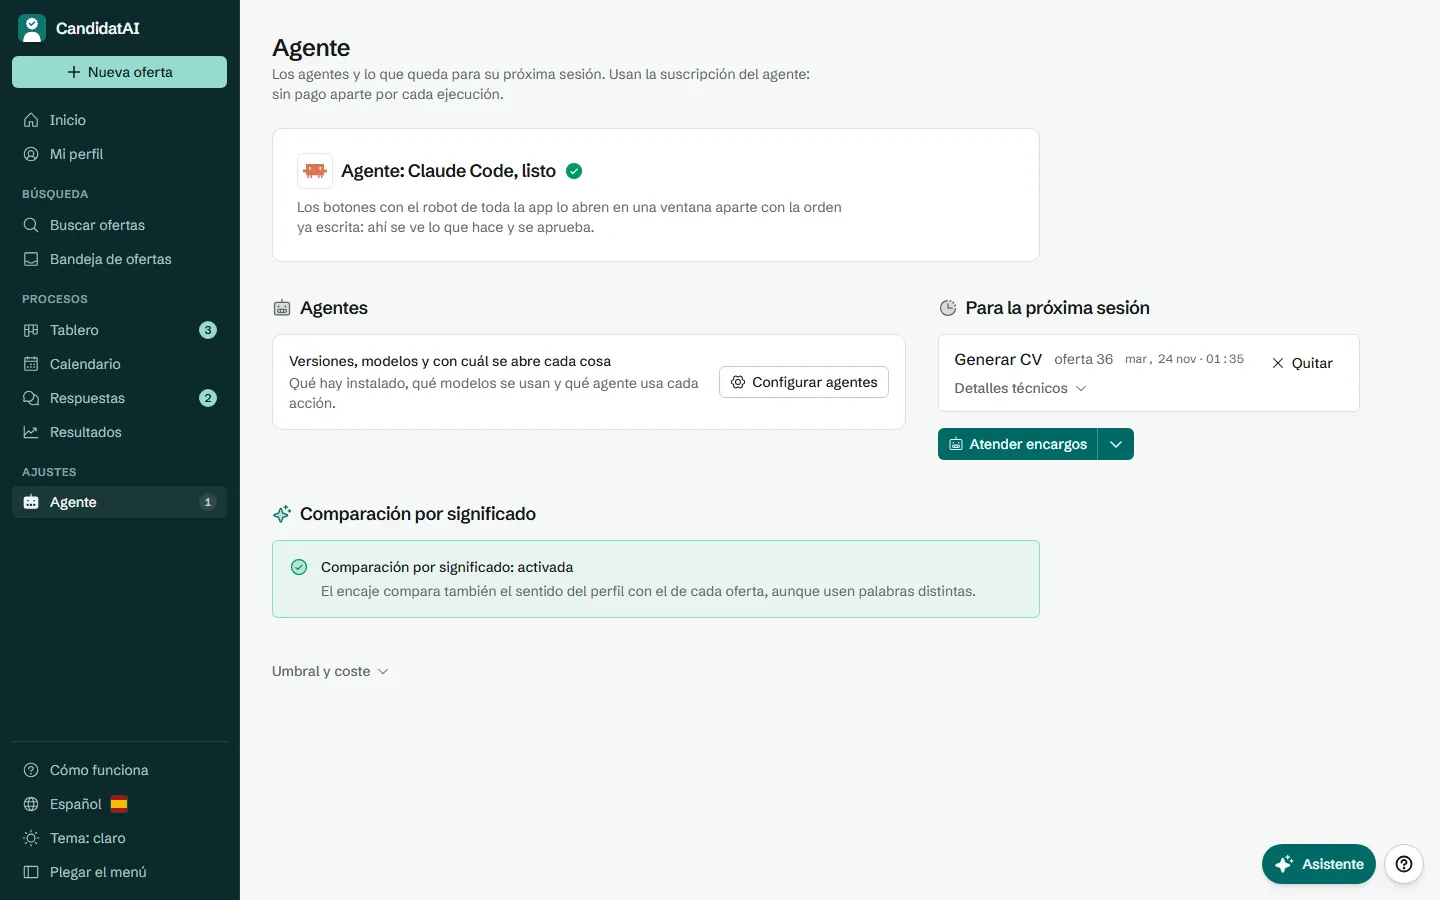 CandidatAI
Nueva oferta
Inicio
Mi perfil
BÚSQUEDA
Buscar ofertas
Bandeja de ofertas
PROCESOS
Tablero 3
Calendario
Respuestas 2
Resultados
AJUSTES
Agente 1
Cómo funciona
Español
Tema: claro
Plegar el menú
Agente
Los agentes y lo que queda para su próxima sesión. Usan la suscripción del agente:
sin pago aparte por cada ejecución.
Agente: Claude Code, listo
Los botones con el robot de toda la app lo abren en una ventana aparte con la orden
ya escrita: ahí se ve lo que hace y se aprueba.
Agentes
Versiones, modelos y con cuál se abre cada cosa
Qué hay instalado, qué modelos se usan y qué agente usa cada
acción.
Configurar agentes
Para la próxima sesión
Generar CV oferta 36 mar, 24 nov · 01:35
Quitar
Detalles técnicos
Atender encargos
Comparación por significado
Comparación por significado: activada
El encaje compara también el sentido del perfil con el de cada oferta, aunque usen palabras distintas.
Umbral y coste
Asistente